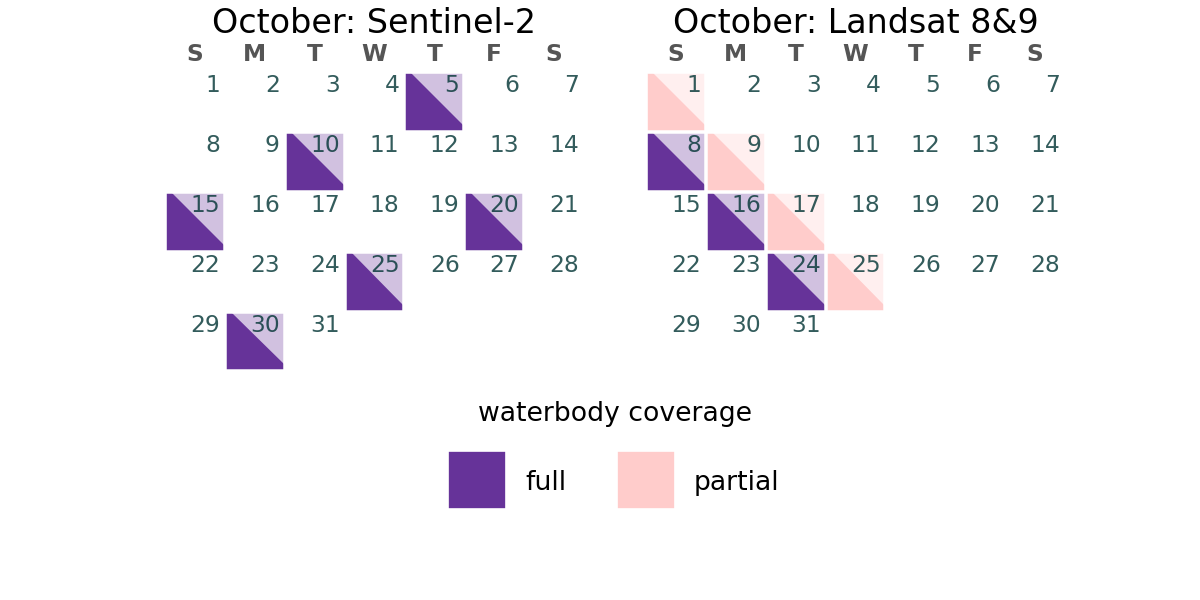 October: Sentinel-2
S M T W T F S
1 2 3 4 5 6 7
8 9 10 11 12 13 14
15 16 17 18 19 20 21
22 23 24 25 26 27 28
29 30 31
October: Landsat 8&9
S M T W T F S
1 2 3 4 5 6 7
8 9 10 11 12 13 14
15 16 17 18 19 20 21
22 23 24 25 26 27 28
29 30 31
waterbody coverage
full partial